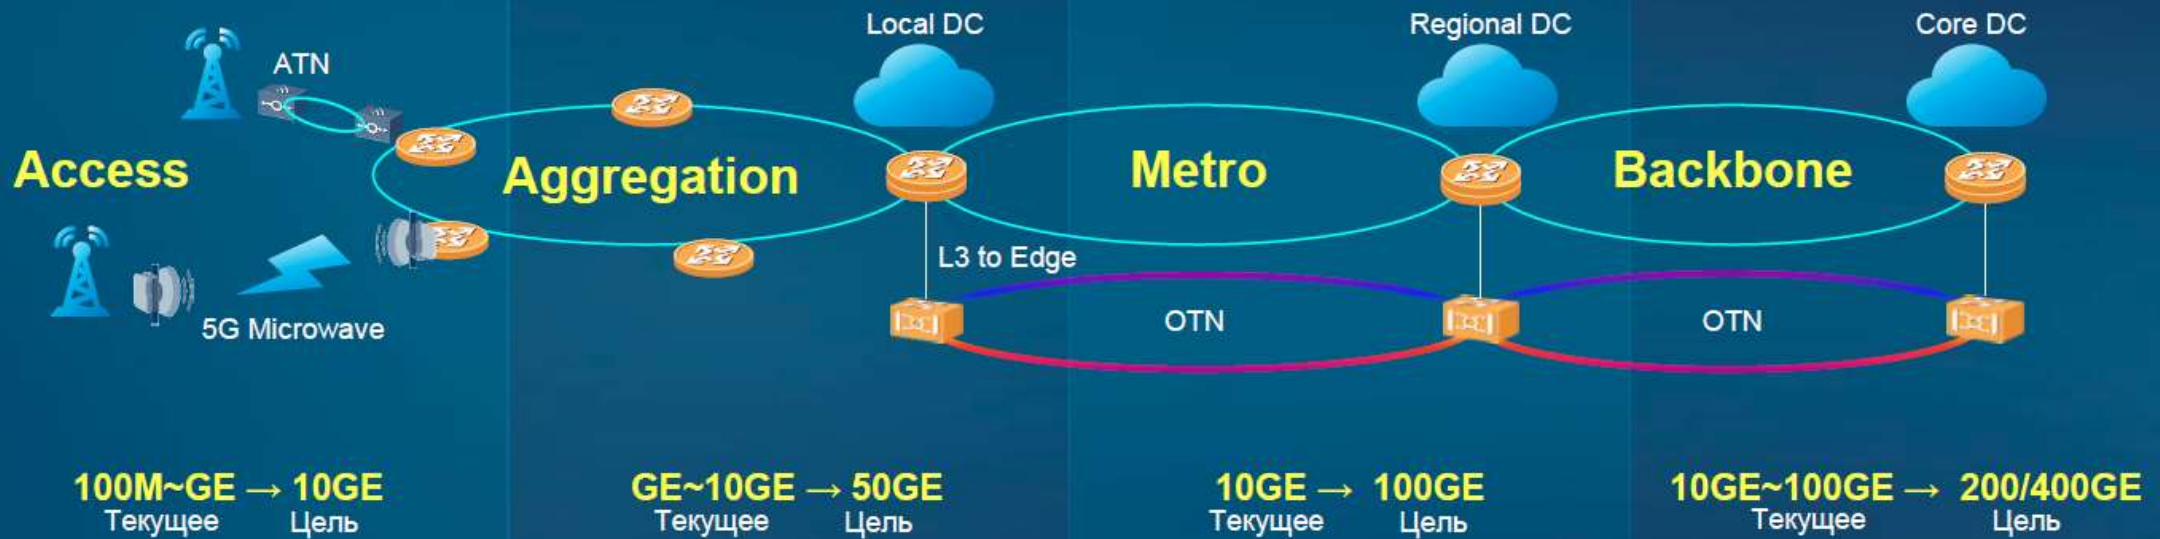 Local DC
Regional DC
Core DC
ATN
Access
Aggregation
Metro
Backbone
L3 to Edge
5G Microwave
OTN
OTN
100M~GE → 10GE
Текущее Цель
GE~10GE → 50GE
Текущее Цель
10GE → 100GE
Текущее Цель
10GE~100GE → 200/400GE
Текущее Цель